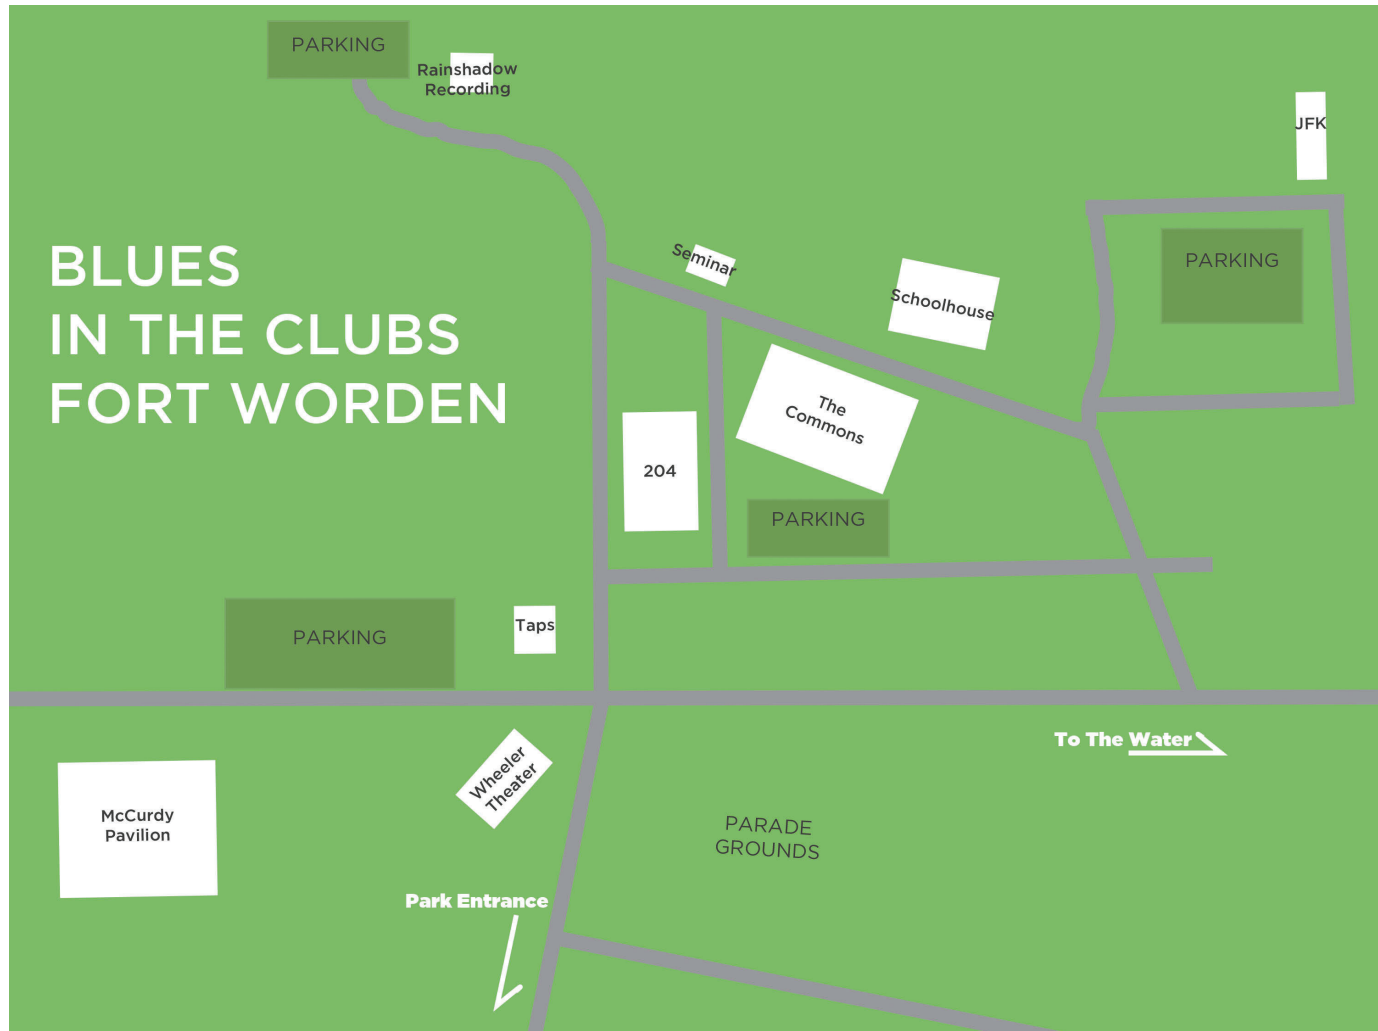 PARKING
Rainshadow
Recording
JFK
BLUES
IN THE CLUBS
FORT WORDEN
Seminar
Schoolhouse
PARKING
The
Commons
204
PARKING
Taps
PARKING
To The Water
Wheeler
Theater
McCurdy
Pavilion
PARADE
GROUNDS
Park Entrance